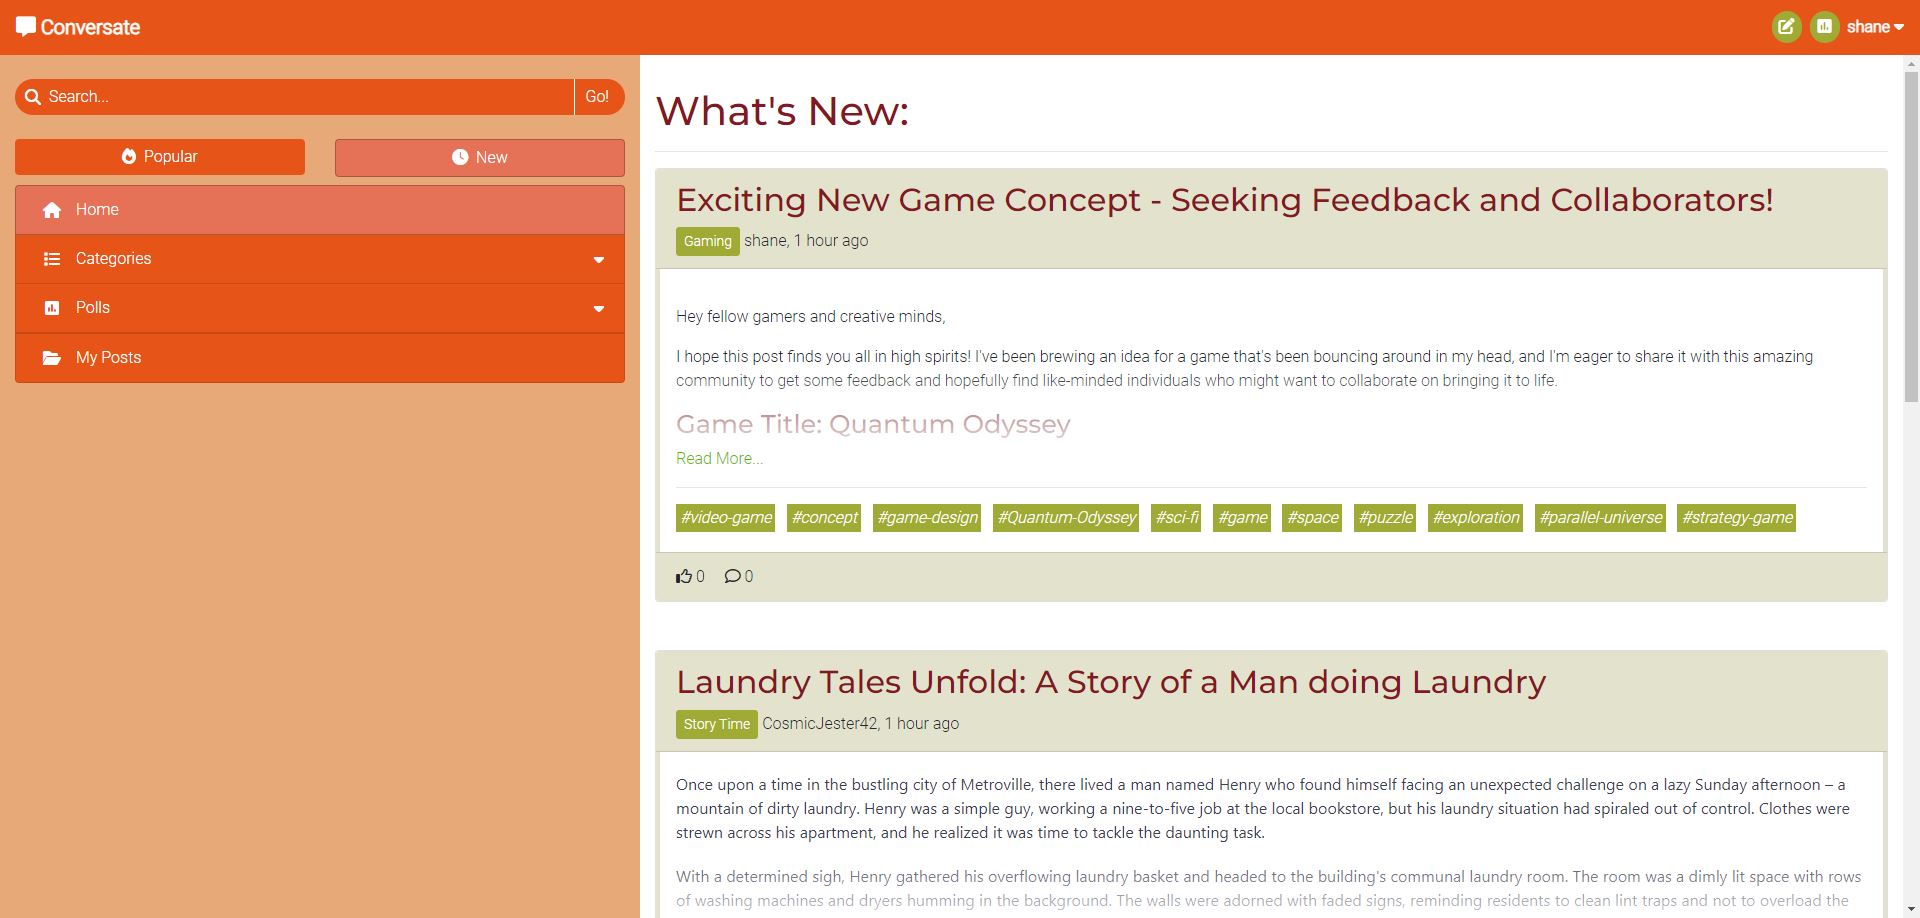 Conversate
shane
Search...
Go!
Popular
New
Home
Categories
Polls
My Posts
What's New:
Exciting New Game Concept - Seeking Feedback and Collaborators!
Gaming shane, 1 hour ago
Hey fellow gamers and creative minds,
I hope this post finds you all in high spirits! I've been brewing an idea for a game that's been bouncing around in my head, and I'm eager to share it with this amazing
community to get some feedback and hopefully find like-minded individuals who might want to collaborate on bringing it to life.
Game Title: Quantum Odyssey
Read More...
#video-game #concept #game-design #Quantum-Odyssey #sci-fi #game #space #puzzle #exploration #parallel-universe #strategy-game
0 0
Laundry Tales Unfold: A Story of a Man doing Laundry
Story Time CosmicJester42, 1 hour ago
Once upon a time in the bustling city of Metroville, there lived a man named Henry who found himself facing an unexpected challenge on a lazy Sunday afternoon – a
mountain of dirty laundry. Henry was a simple guy, working a nine-to-five job at the local bookstore, but his laundry situation had spiraled out of control. Clothes were
strewn across his apartment, and he realized it was time to tackle the daunting task.
With a determined sigh, Henry gathered his overflowing laundry basket and headed to the building's communal laundry room. The room was a dimly lit space with rows
of washing machines and dryers humming in the background. The walls were adorned with faded signs, reminding residents to clean lint traps and not to overload the